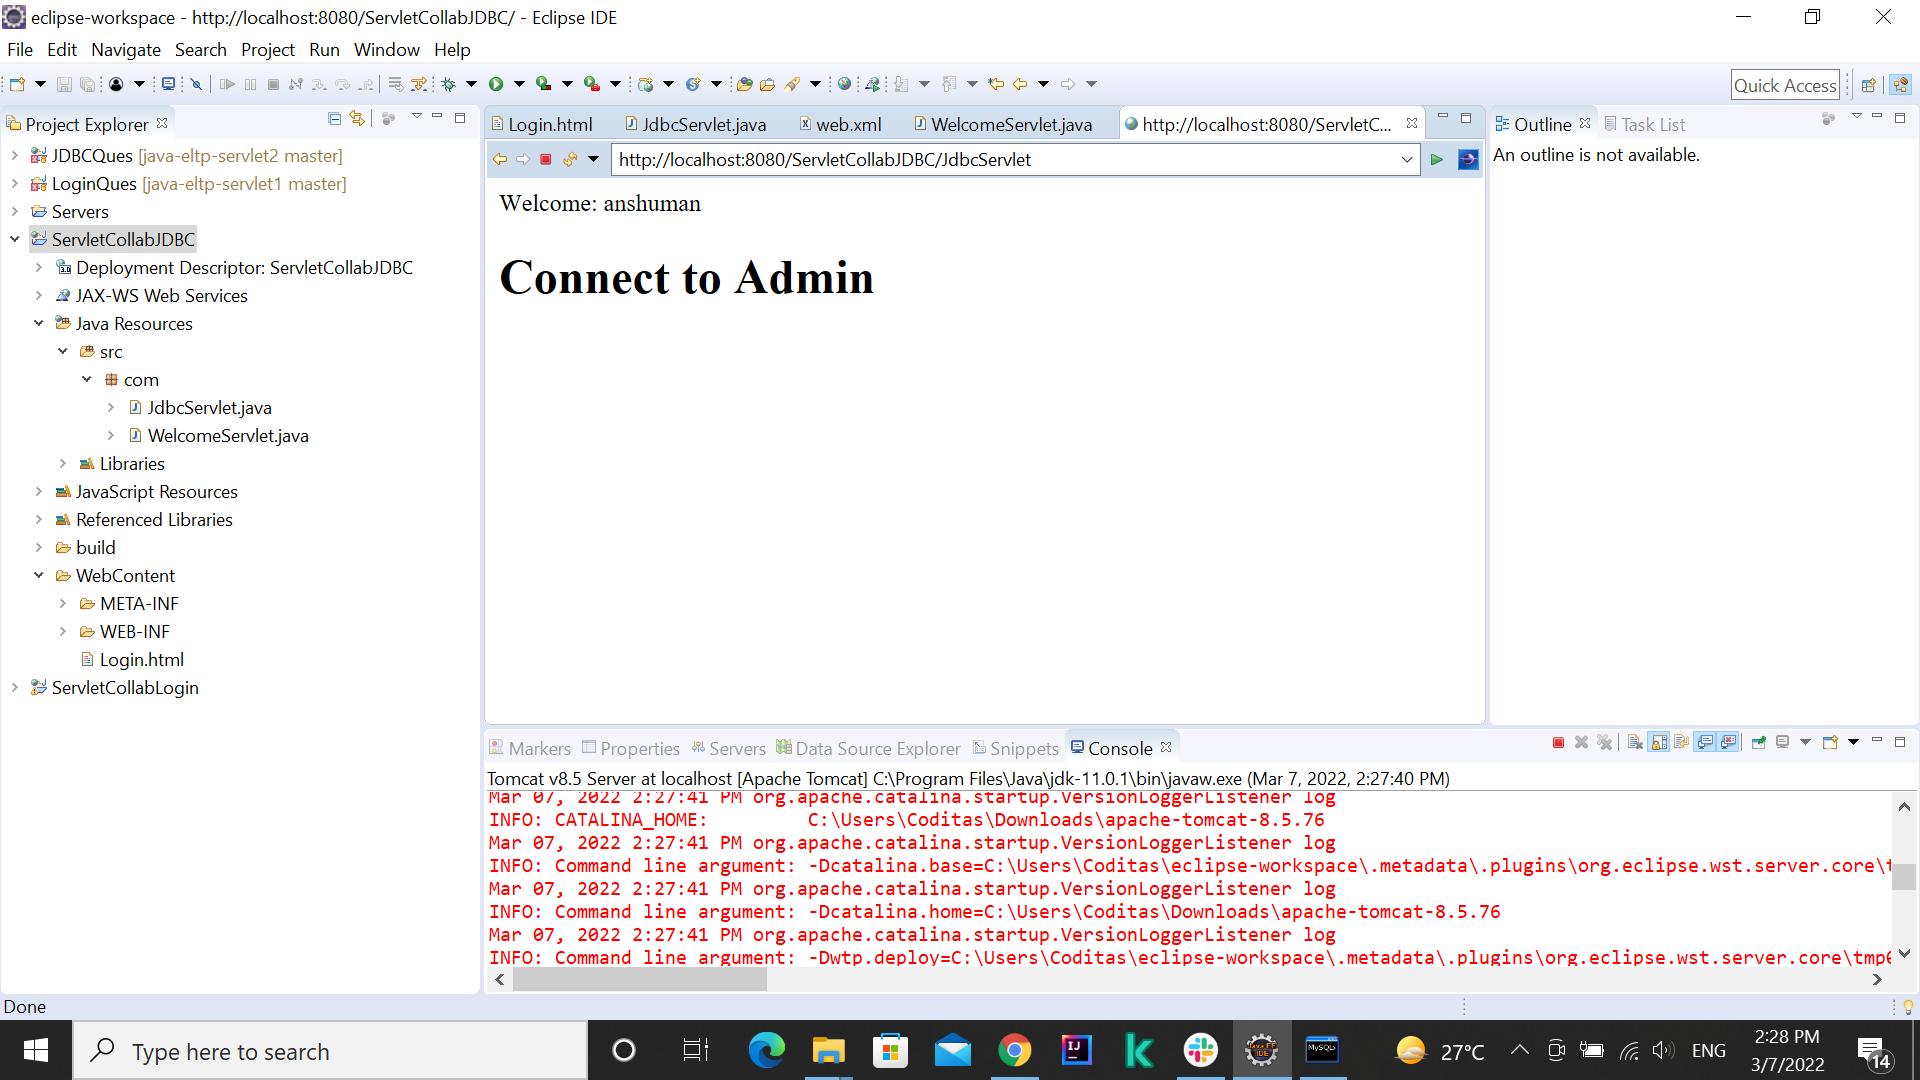 eclipse-workspace - http://localhost:8080/ServletCollabJDBC/ - Eclipse IDE
File Edit Navigate Search Project Run Window Help
Quick Access
Project Explorer
JDBCQues [java-eltp-servlet2 master]
LoginQues [java-eltp-servlet1 master]
Servers
ServletCollabJDBC
Deployment Descriptor: ServletCollabJDBC
JAX-WS Web Services
Java Resources
src
com
JdbcServlet.java
WelcomeServlet.java
Libraries
JavaScript Resources
Referenced Libraries
build
WebContent
META-INF
WEB-INF
Login.html
ServletCollabLogin
Login.html JdbcServlet.java web.xml WelcomeServlet.java http://localhost:8080/ServletC...
http://localhost:8080/ServletCollabJDBC/JdbcServlet
Welcome: anshuman
Connect to Admin
Outline Task List
An outline is not available.
Markers Properties Servers Data Source Explorer Snippets Console
Tomcat v8.5 Server at localhost [Apache Tomcat] C:\Program Files\Java\jdk-11.0.1\bin\javaw.exe (Mar 7, 2022, 2:27:40 PM)
Mar 07, 2022 2:27:41 PM org.apache.catalina.startup.VersionLoggerListener log
INFO: CATALINA_HOME: C:\Users\Coditas\Downloads\apache-tomcat-8.5.76
Mar 07, 2022 2:27:41 PM org.apache.catalina.startup.VersionLoggerListener log
INFO: Command line argument: -Dcatalina.base=C:\Users\Coditas\eclipse-workspace\.metadata\.plugins\org.eclipse.wst.server.core\t
Mar 07, 2022 2:27:41 PM org.apache.catalina.startup.VersionLoggerListener log
INFO: Command line argument: -Dcatalina.home=C:\Users\Coditas\Downloads\apache-tomcat-8.5.76
Mar 07, 2022 2:27:41 PM org.apache.catalina.startup.VersionLoggerListener log
INFO: Command line argument: -Dwtp.deploy=C:\Users\Coditas\eclipse-workspace\.metadata\.plugins\org.eclipse.wst.server.core\tmp0
Done
Type here to search
IJ
Java EE
IDE
MySQL
27°C
ENG
2:28 PM
3/7/2022
14